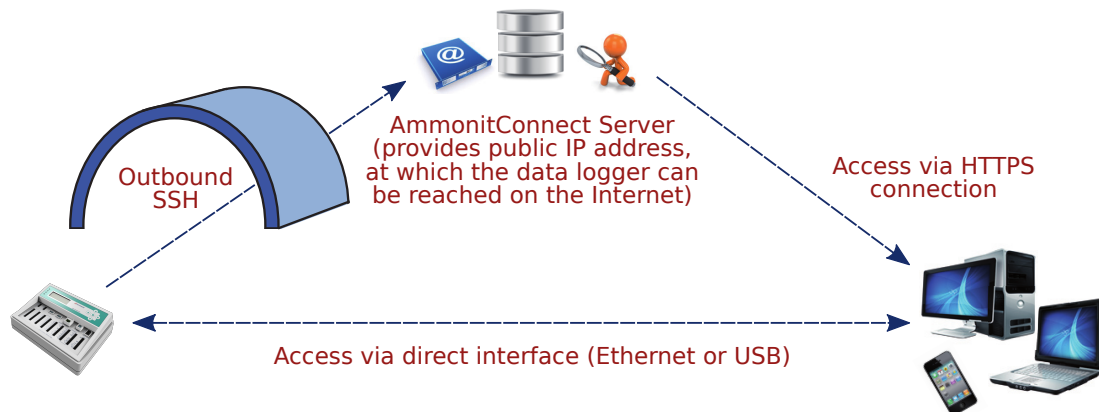 @
AmmonitConnect Server
(provides public IP address,
at which the data logger can
be reached on the Internet)
Outbound
SSH
Access via HTTPS
connection
Access via direct interface (Ethernet or USB)